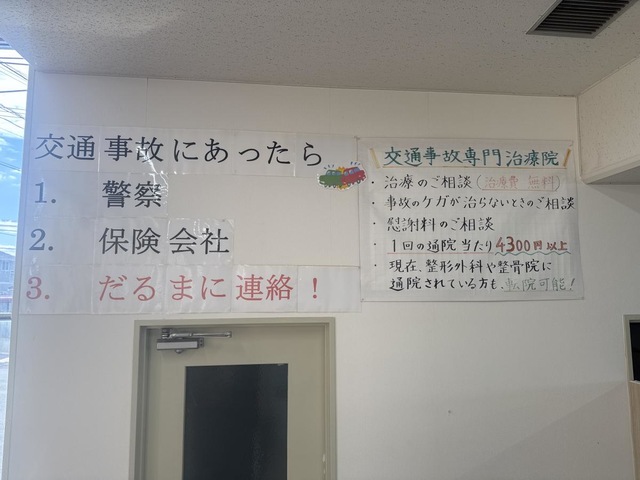 交通事故にあったら
1. 警察
2. 保険会社
3. だるまに連絡！
交通事故専門治療院
・治療のご相談（治療費 無料）
・事故のケガが治らないときのご相談
・慰謝料のご相談
・1回の通院当たり4300円以上
・現在、整形外科や整骨院に
通院されている方も、転院可能！